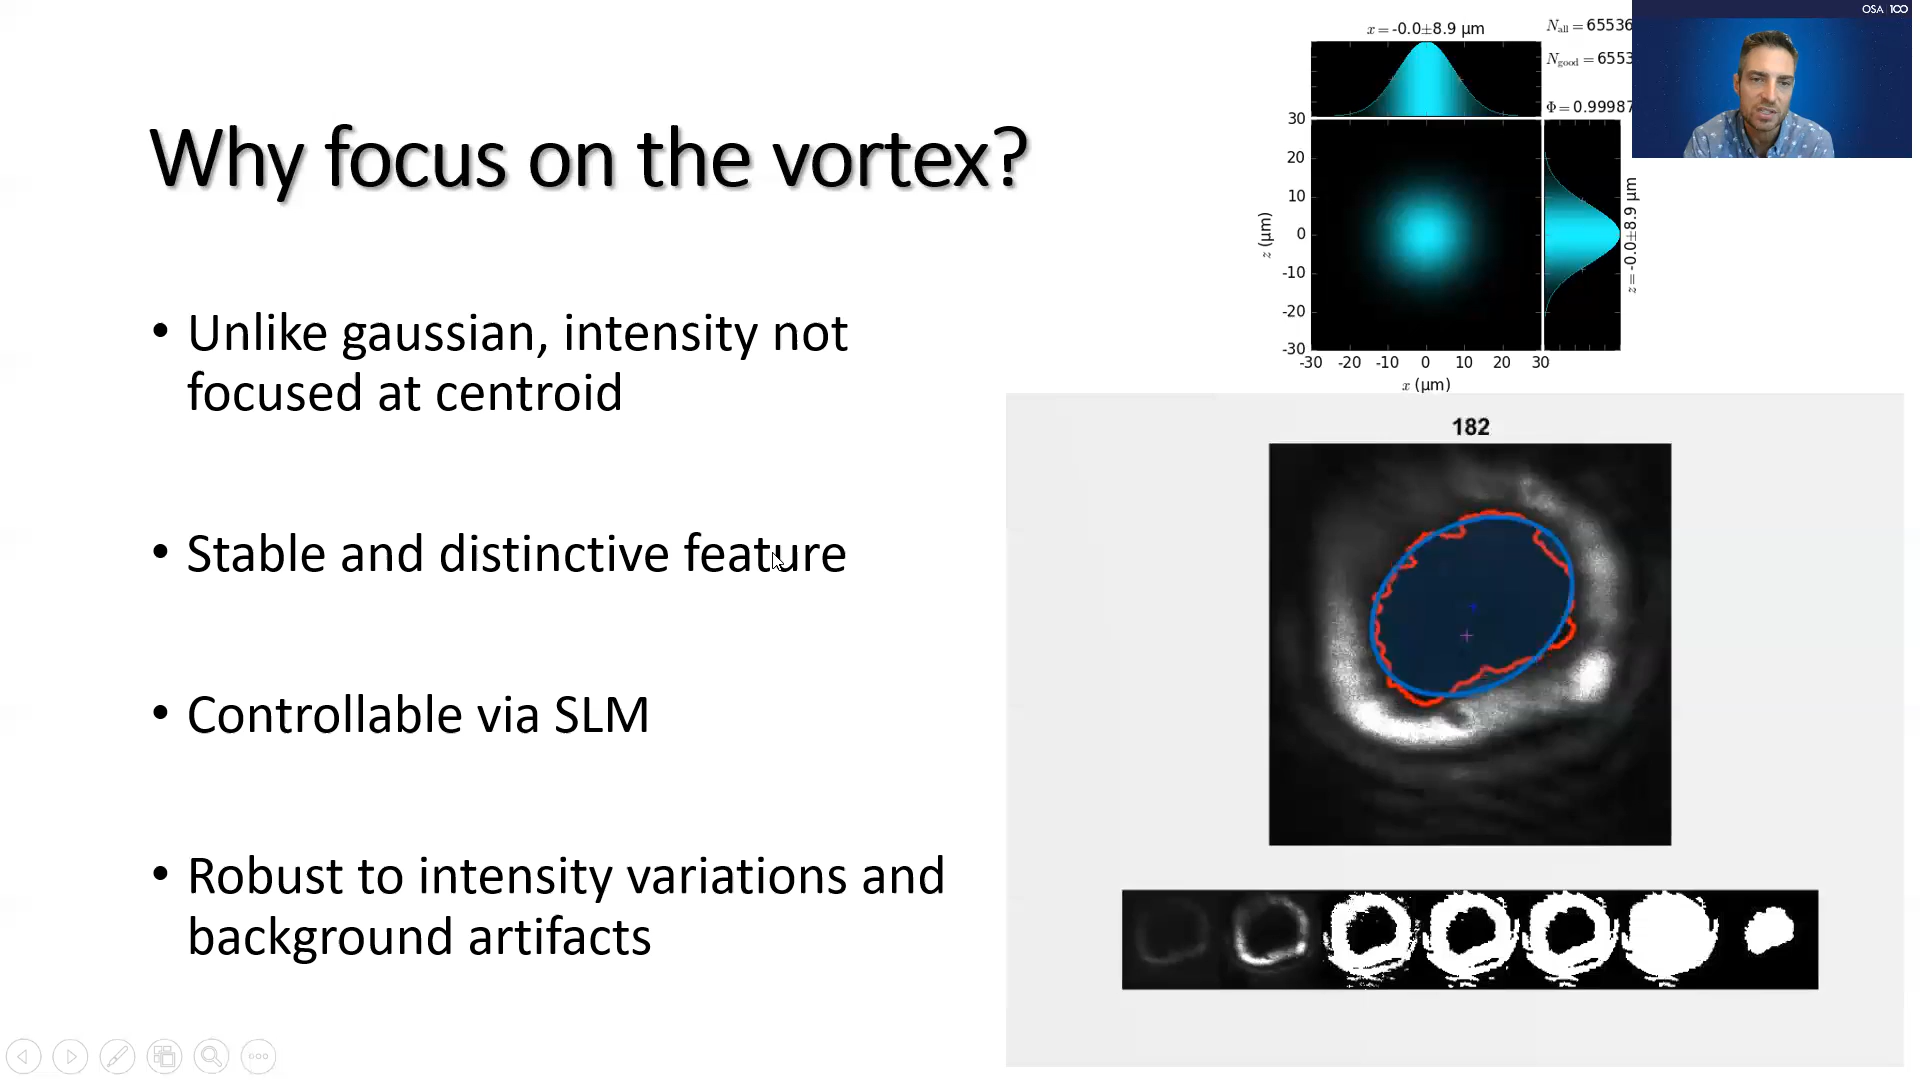 Why focus on the vortex?
• Unlike gaussian, intensity not
focused at centroid
• Stable and distinctive feature
• Controllable via SLM
• Robust to intensity variations and
background artifacts
x = -0.0±8.9 µm
N_all = 65536
N_good = 6553
Φ = 0.99987
30
20
10
0
-10
-20
-30
z (µm)
-30 -20 -10 0 10 20 30
x (µm)
z = -0.0±8.9 µm
182
OSA 100